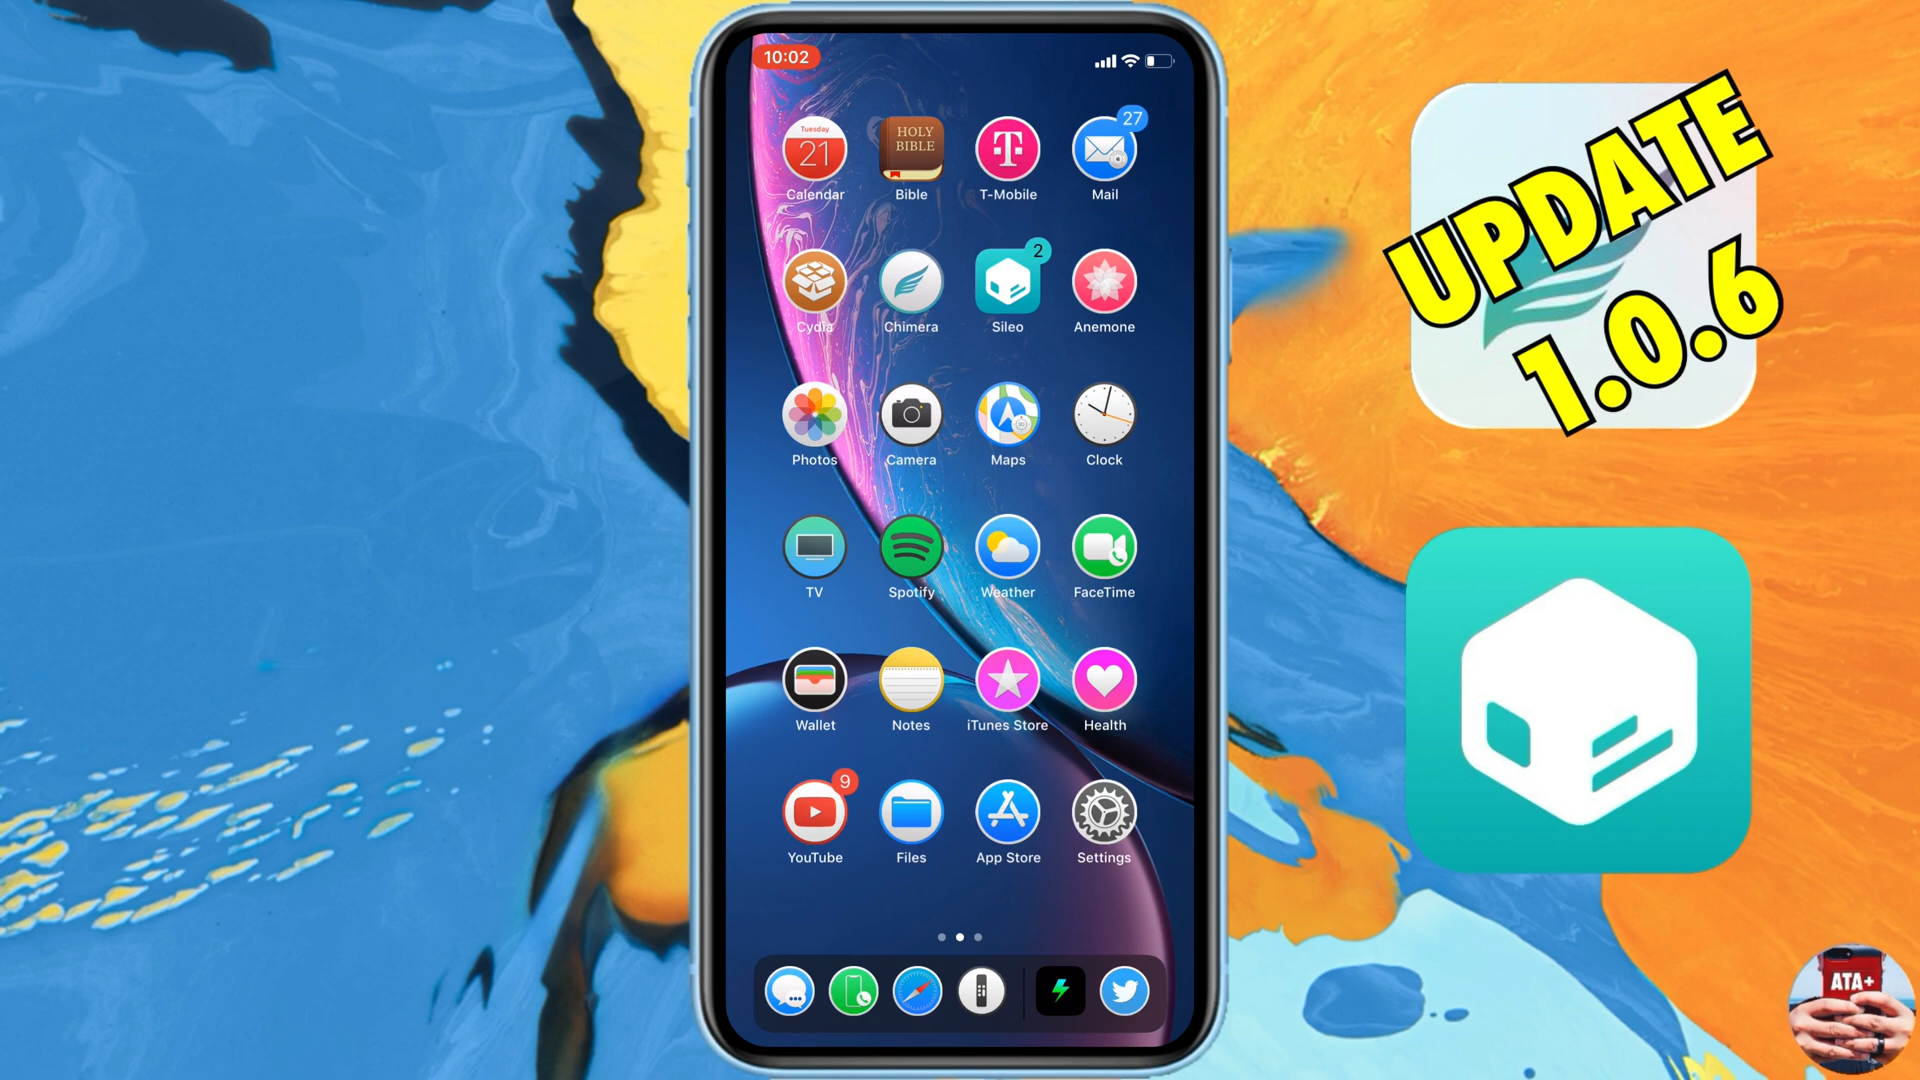 10:02
Tuesday
21
HOLY
BIBLE
T
27
Calendar
Bible
T-Mobile
Mail
2
Cydia
Chimera
Sileo
Anemone
Photos
Camera
Maps
Clock
TV
Spotify
Weather
FaceTime
Wallet
Notes
iTunes Store
Health
9
YouTube
Files
App Store
Settings
UPDATE
1.0.6
ATA+